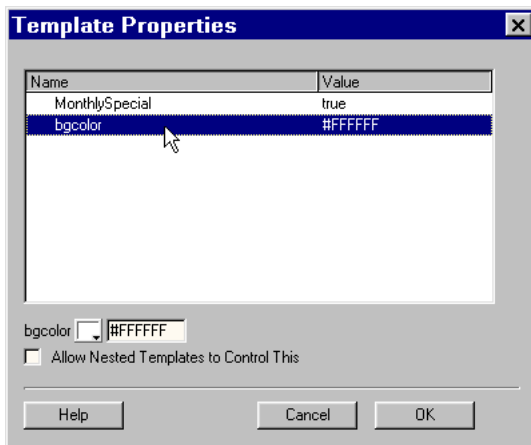 Template Properties
Name Value
MonthlySpecial true
bgcolor #FFFFFF
bgcolor #FFFFFF
Allow Nested Templates to Control This
Help Cancel OK